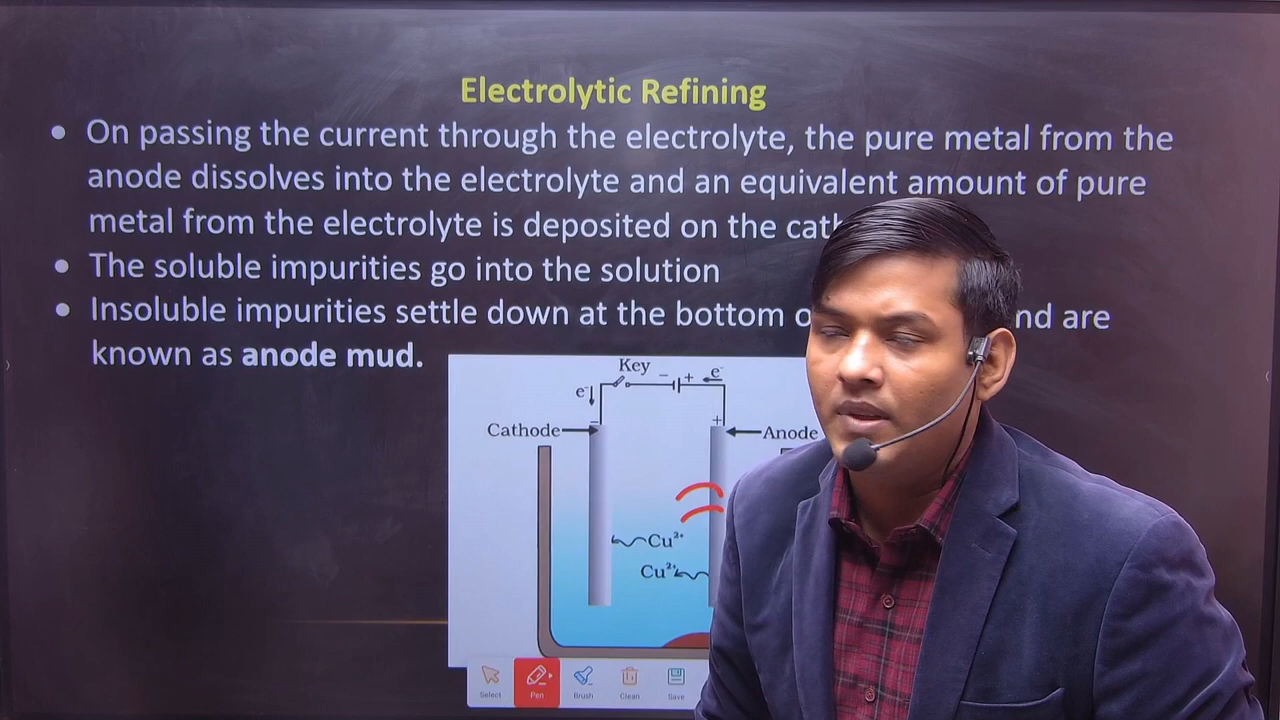 Electrolytic Refining
• On passing the current through the electrolyte, the pure metal from the
anode dissolves into the electrolyte and an equivalent amount of pure
metal from the electrolyte is deposited on the
• The soluble impurities go into the solution
• Insoluble impurities settle down at the bottom
are
known as anode mud.
Key
− + e⁻
e⁻
− +
Cathode
Anode
Cu²⁺
Cu²⁺
Select Pen Brush Clean Save